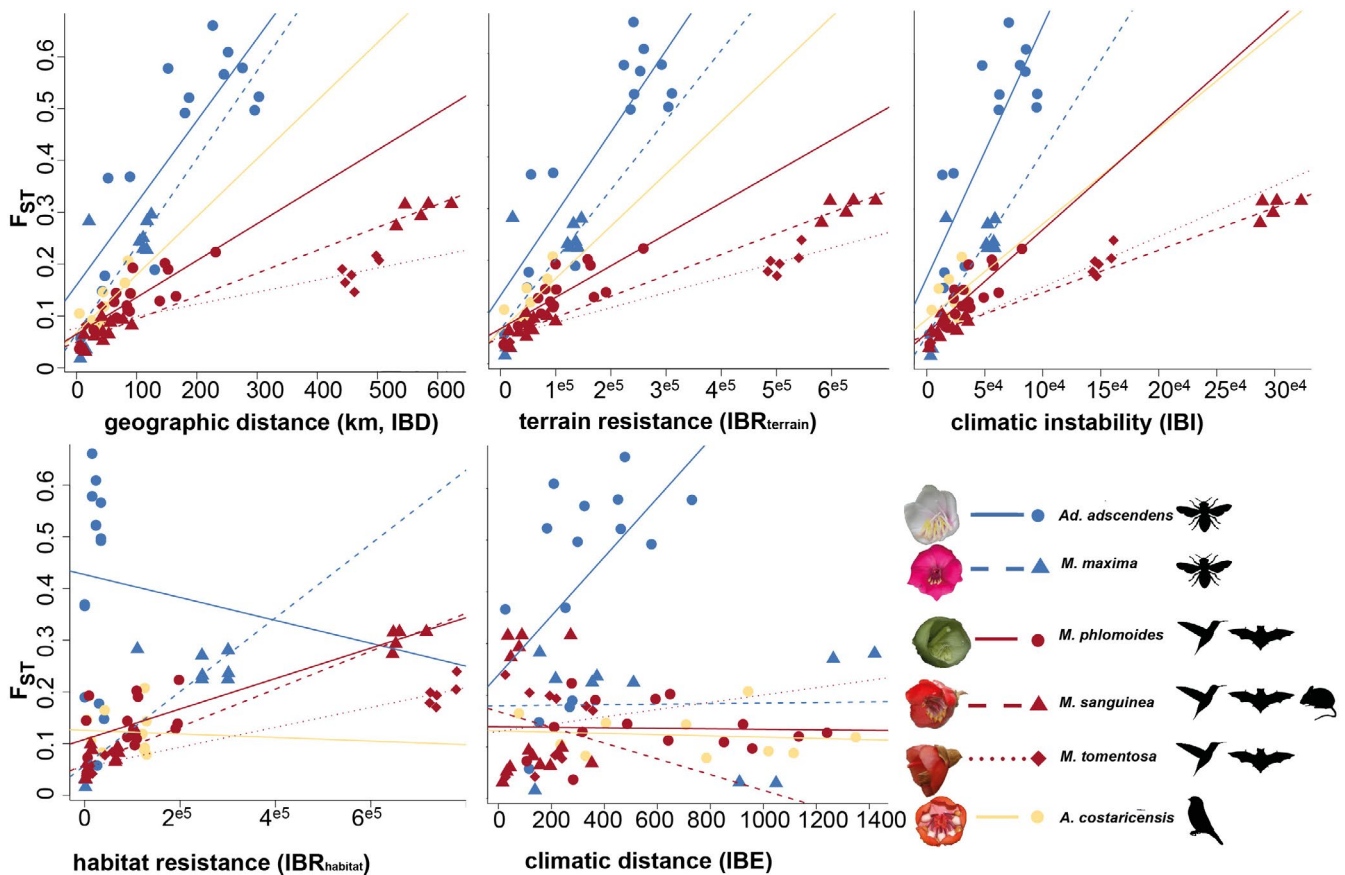 F_ST
0 0.1 0.2 0.3 0.4 0.5 0.6
0 100 200 300 400 500 600
geographic distance (km, IBD)
0 1e5 2e5 3e5 4e5 5e5 6e5
terrain resistance (IBRterrain)
0 5e4 10e4 15e4 20e4 30e4
climatic instability (IBI)
F_ST
0 0.1 0.2 0.3 0.4 0.5 0.6
0 2e5 4e5 6e5
habitat resistance (IBRhabitat)
0 200 400 600 800 1000 1200 1400
climatic distance (IBE)
Ad. adscendens
M. maxima
M. phlomoides
M. sanguinea
M. tomentosa
A. costaricensis